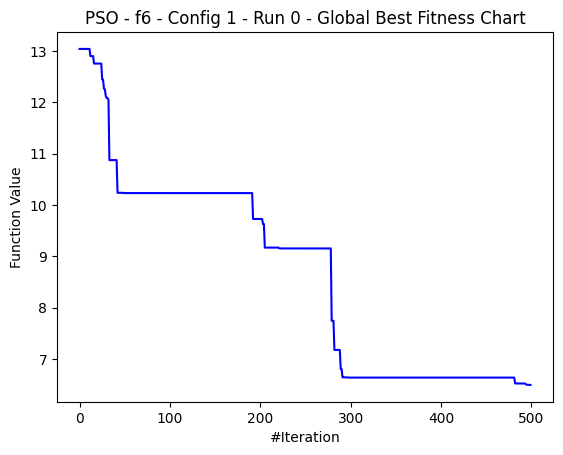 PSO - f6 - Config 1 - Run 0 - Global Best Fitness Chart
13
12
11
10
9
8
7
Function Value
0 100 200 300 400 500
#Iteration